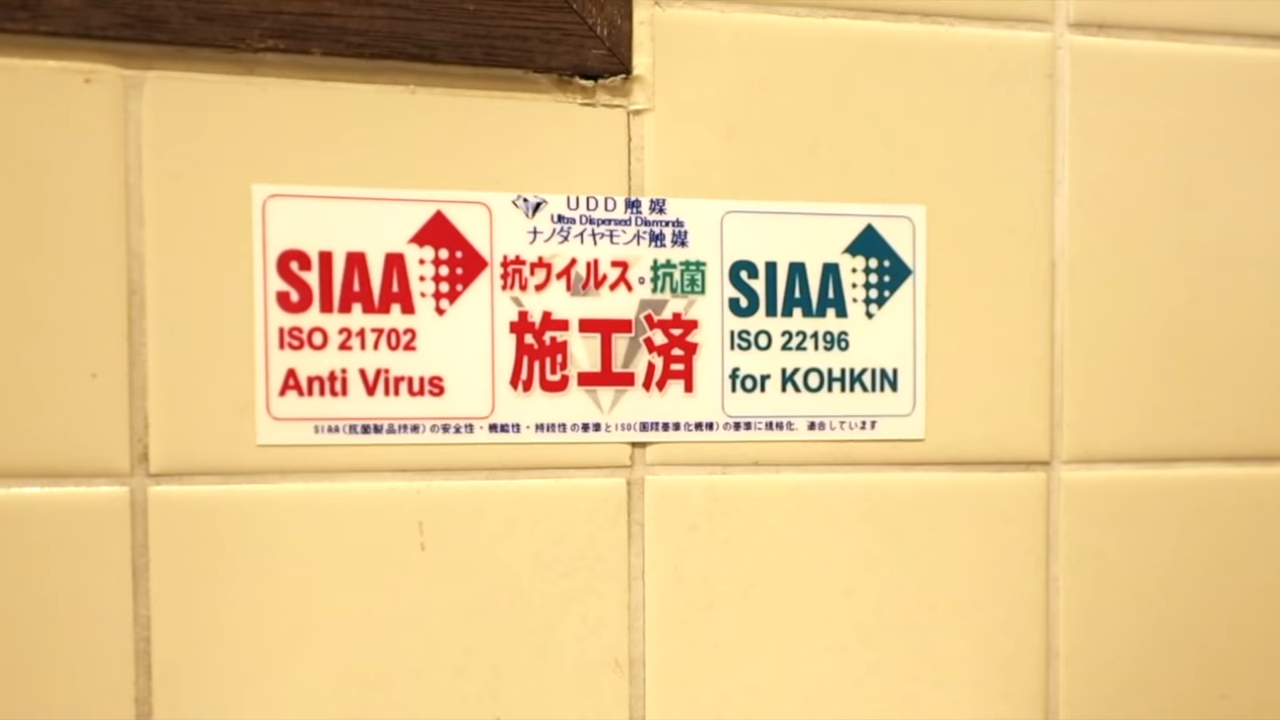 SIAA
ISO 21702
Anti Virus
UDD触媒
Ultra Dispersed Diamonds
ナノダイヤモンド触媒
抗ウイルス・抗菌
施工済
SIAA
ISO 22196
for KOHKIN
SIAA(抗菌製品技術)の安全性・機能性・持続性の基準とISO(国際基準化機構)の基準に規格化、適合しています